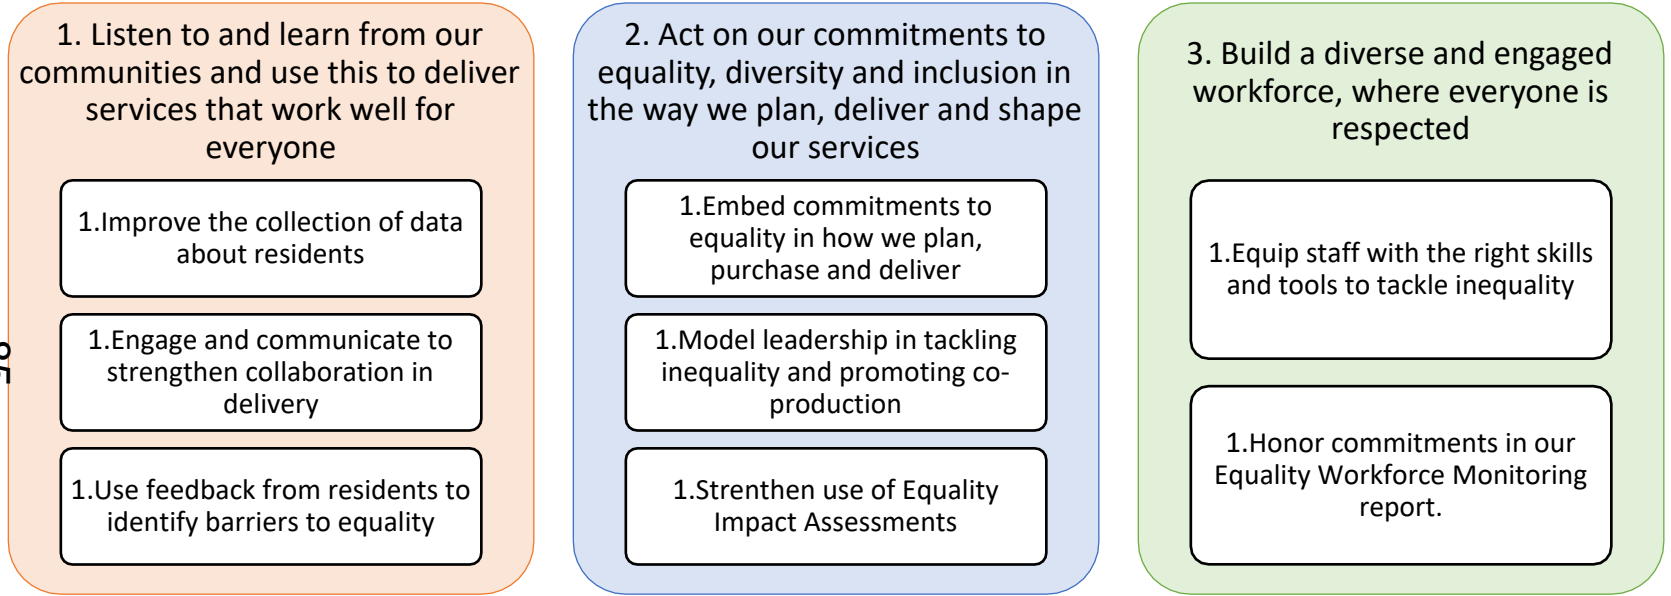 1. Listen to and learn from our
communities and use this to deliver
services that work well for
everyone
1.Improve the collection of data
about residents
1.Engage and communicate to
strengthen collaboration in
delivery
1.Use feedback from residents to
identify barriers to equality
2. Act on our commitments to
equality, diversity and inclusion in
the way we plan, deliver and shape
our services
1.Embed commitments to
equality in how we plan,
purchase and deliver
1.Model leadership in tackling
inequality and promoting co-
production
1.Strenthen use of Equality
Impact Assessments
3. Build a diverse and engaged
workforce, where everyone is
respected
1.Equip staff with the right skills
and tools to tackle inequality
1.Honor commitments in our
Equality Workforce Monitoring
report.